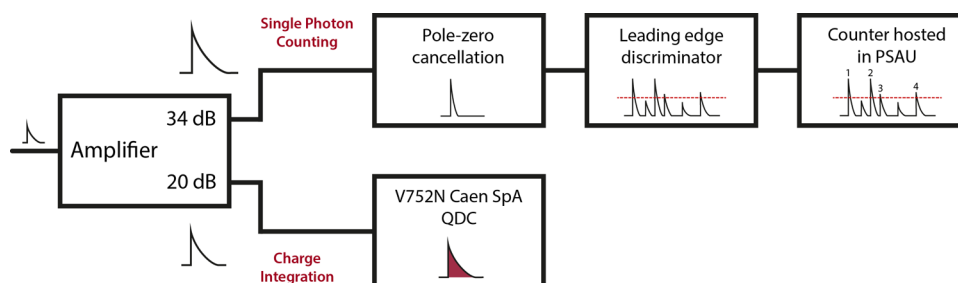 Single Photon
Counting
Pole-zero
cancellation
Leading edge
discriminator
Counter hosted
in PSAU
1
2
3
4
34 dB
Amplifier
20 dB
V752N Caen SpA
QDC
Charge
Integration